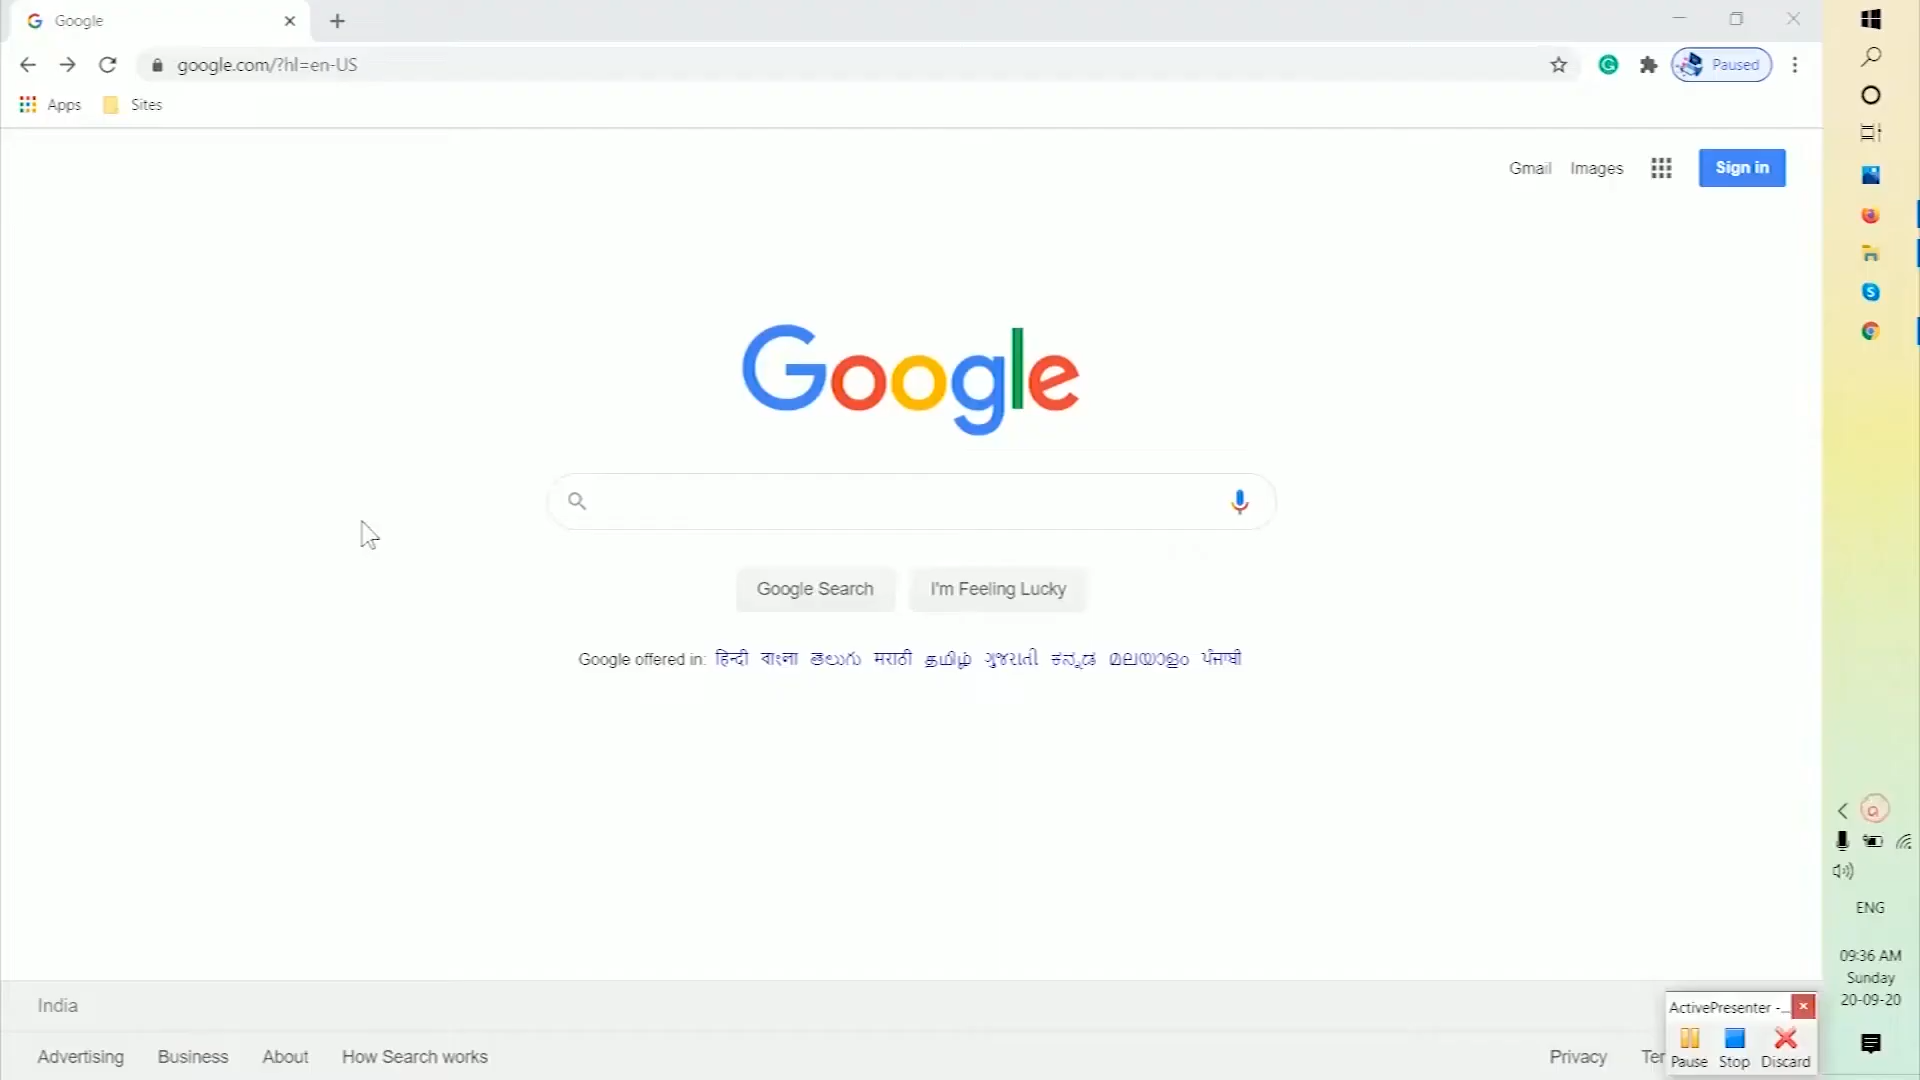 Google
google.com/?hl=en-US
Paused
Apps
Sites
Gmail
Images
Sign in
Google
Google Search
I'm Feeling Lucky
Google offered in: हिन्दी বাংলা తెలుగు मराठी தமிழ் ગુજરાતી ಕನ್ನಡ മലയാളം ਪੰਜਾਬੀ
ENG
09:36 AM
Sunday
20-09-20
India
Advertising
Business
About
How Search works
Privacy
Ter
ActivePresenter -...
Pause
Stop
Discard